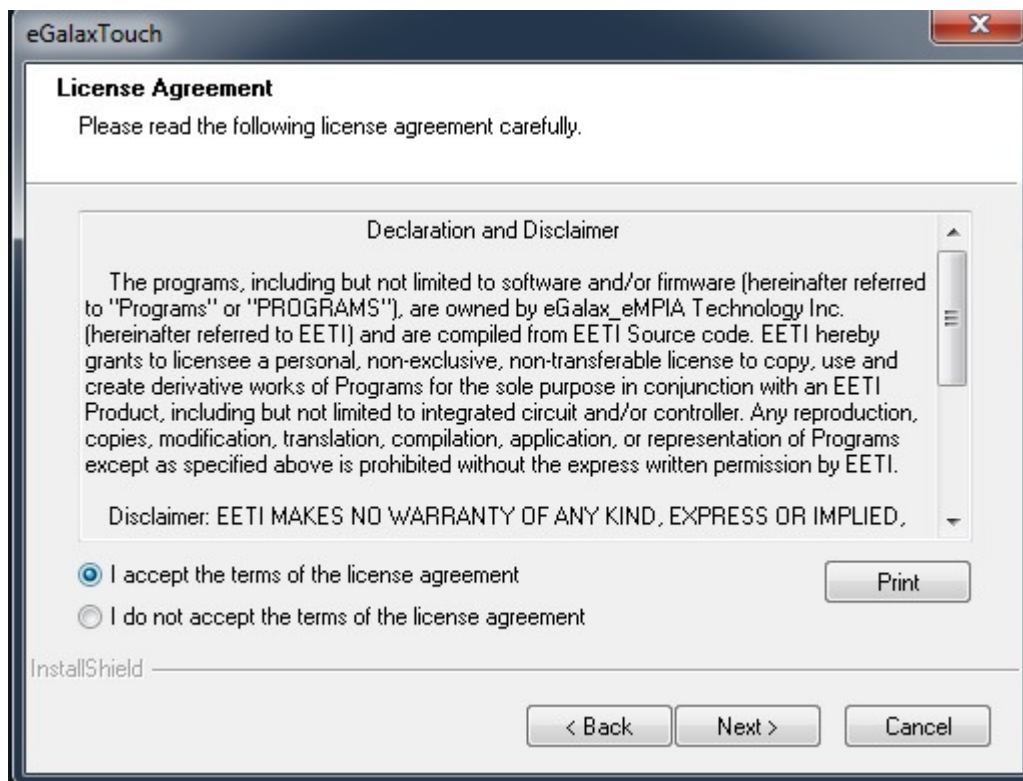 eGalaxTouch
License Agreement
Please read the following license agreement carefully.
Declaration and Disclaimer
The programs, including but not limited to software and/or firmware (hereinafter referred
to "Programs" or "PROGRAMS"), are owned by eGalax_eMPIA Technology Inc.
(hereinafter referred to EETI) and are compiled from EETI Source code. EETI hereby
grants to licensee a personal, non-exclusive, non-transferable license to copy, use and
create derivative works of Programs for the sole purpose in conjunction with an EETI
Product, including but not limited to integrated circuit and/or controller. Any reproduction,
copies, modification, translation, compilation, application, or representation of Programs
except as specified above is prohibited without the express written permission by EETI.
Disclaimer: EETI MAKES NO WARRANTY OF ANY KIND, EXPRESS OR IMPLIED,
I accept the terms of the license agreement
Print
I do not accept the terms of the license agreement
InstallShield
< Back Next > Cancel